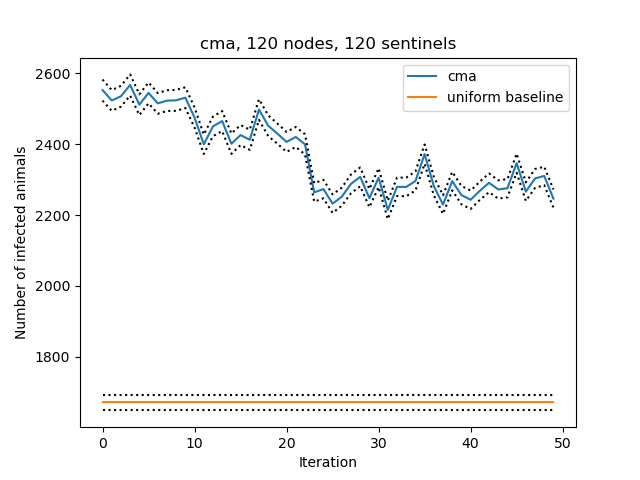 cma, 120 nodes, 120 sentinels
cma
uniform baseline
2600
2400
2200
2000
1800
Number of infected animals
0 10 20 30 40 50
Iteration